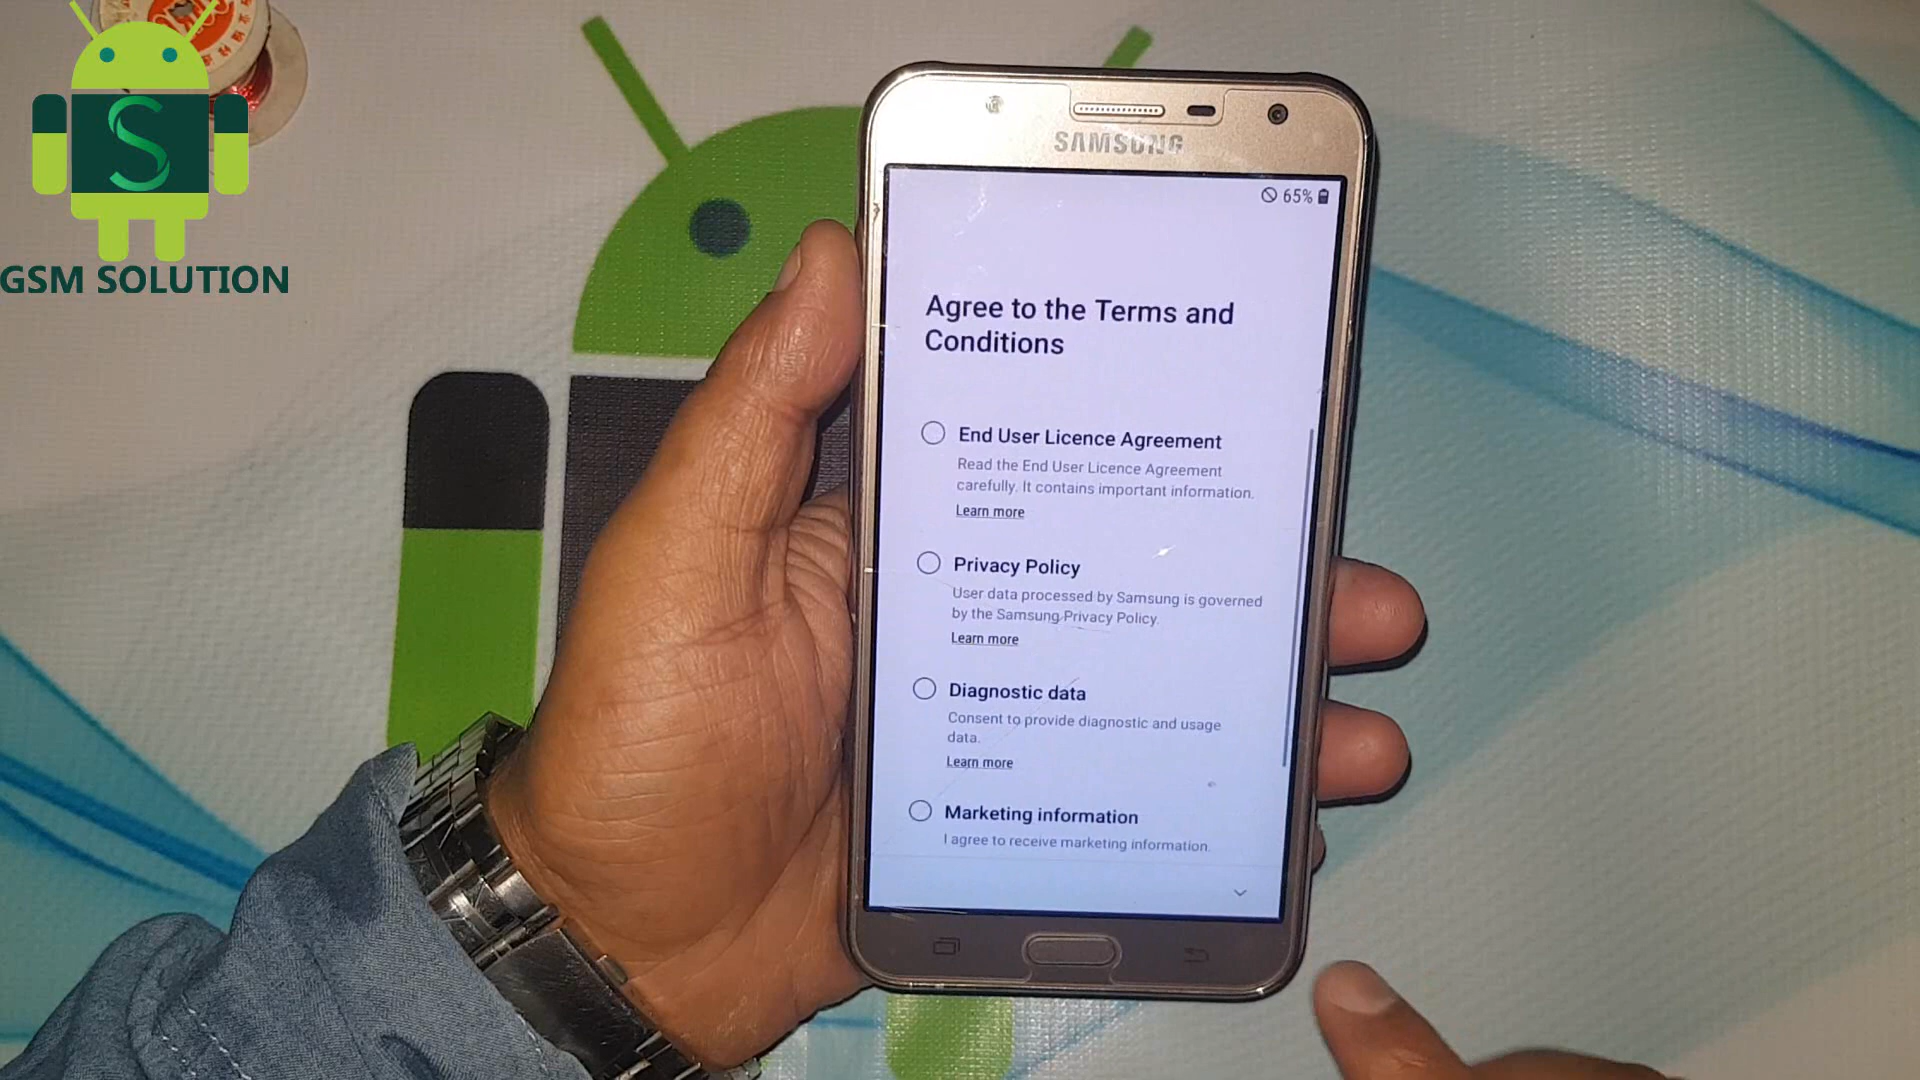 S
GSM SOLUTION
SAMSUNG
65%
Agree to the Terms and
Conditions
End User Licence Agreement
Read the End User Licence Agreement
carefully. It contains important information.
Learn more
Privacy Policy
User data processed by Samsung is governed
by the Samsung Privacy Policy.
Learn more
Diagnostic data
Consent to provide diagnostic and usage
data.
Learn more
Marketing information
I agree to receive marketing information.